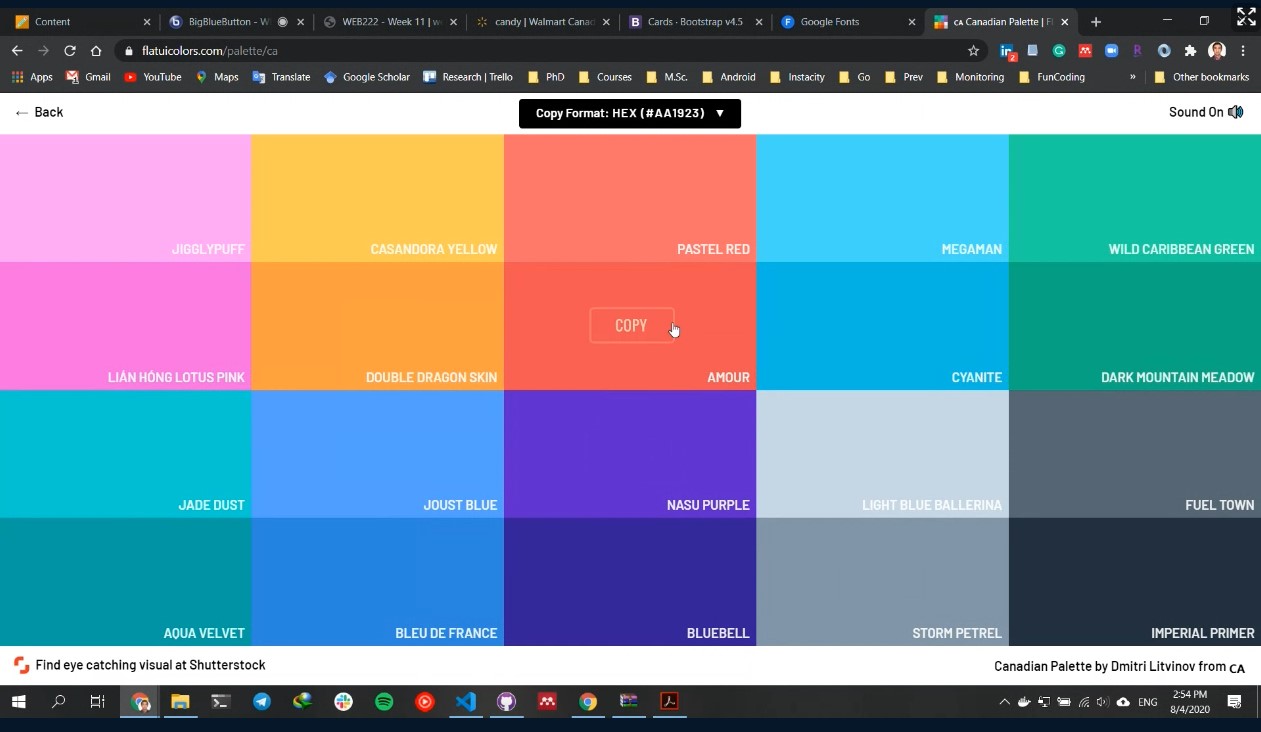 Content
BigBlueButton - W
WEB222 - Week 11 | w
candy | Walmart Canad
Cards · Bootstrap v4.5
Google Fonts
CA Canadian Palette | Fl
flatuicolors.com/palette/ca
Apps Gmail YouTube Maps Translate Google Scholar Research | Trello PhD Courses M.Sc. Android Instacity Go Prev Monitoring FunCoding » Other bookmarks
← Back
Copy Format: HEX (#AA1923) ▼
Sound On
JIGGLYPUFF
CASANDORA YELLOW
PASTEL RED
MEGAMAN
WILD CARIBBEAN GREEN
COPY
LIÁN HÓNG LOTUS PINK
DOUBLE DRAGON SKIN
AMOUR
CYANITE
DARK MOUNTAIN MEADOW
JADE DUST
JOUST BLUE
NASU PURPLE
LIGHT BLUE BALLERINA
FUEL TOWN
AQUA VELVET
BLEU DE FRANCE
BLUEBELL
STORM PETREL
IMPERIAL PRIMER
Find eye catching visual at Shutterstock
Canadian Palette by Dmitri Litvinov from CA
ENG
2:54 PM
8/4/2020